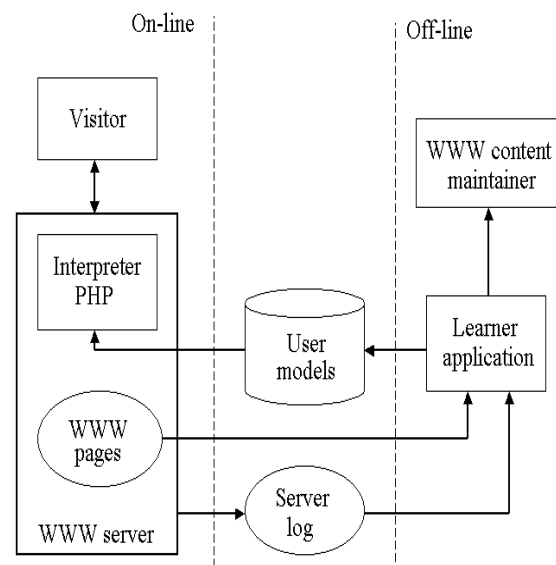 On-line
Off-line
Visitor
WWW content
maintainer
Interpreter
PHP
User
models
Learner
application
WWW
pages
Server
log
WWW server